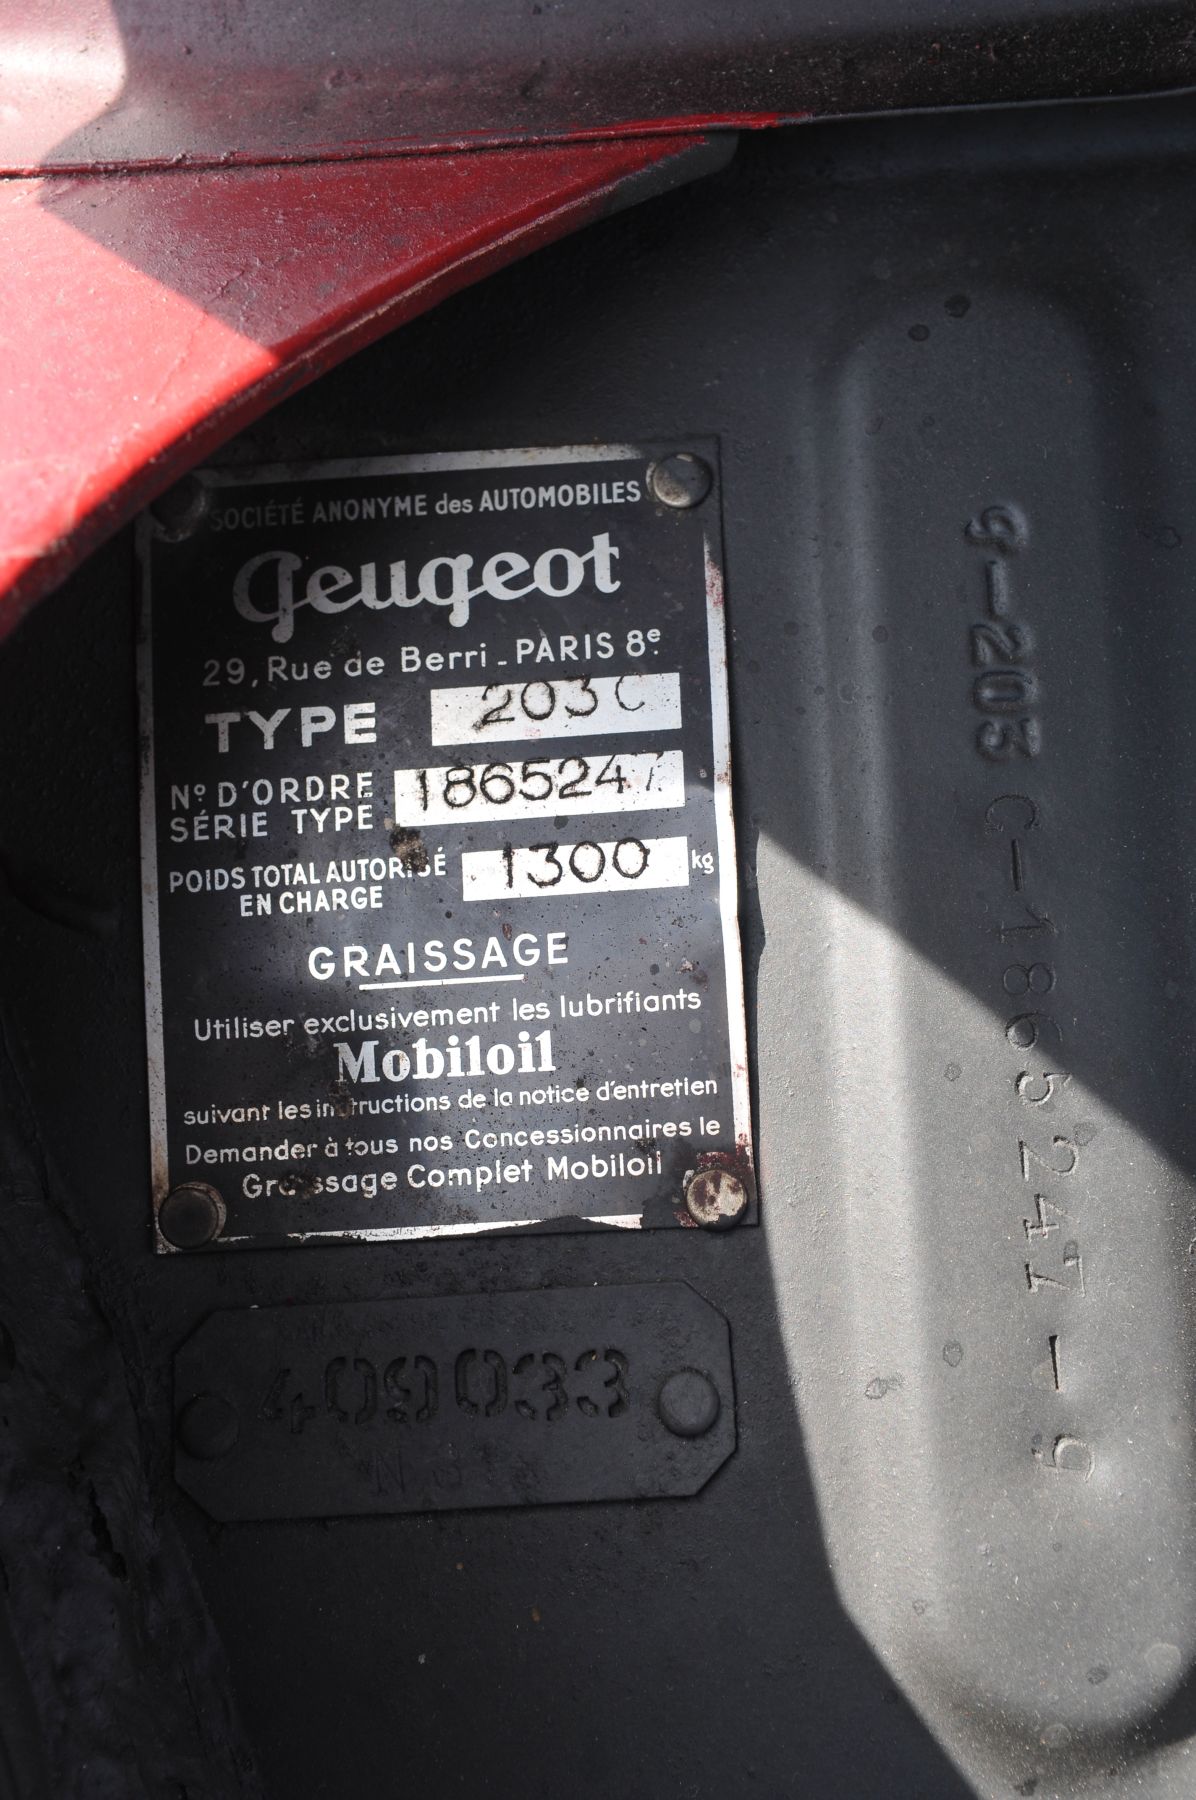 SOCIÉTÉ ANONYME des AUTOMOBILES
Peugeot
29, Rue de Berri - PARIS 8e.
TYPE 203 C
No D'ORDRE
SÉRIE TYPE 1865247
POIDS TOTAL AUTORISÉ
EN CHARGE 1300 kg
GRAISSAGE
Utiliser exclusivement les lubrifiants
Mobiloil
suivant les instructions de la notice d'entretien
Demander à tous nos Concessionnaires le
Graissage Complet Mobiloil
409033
9-203 C-1865247-9